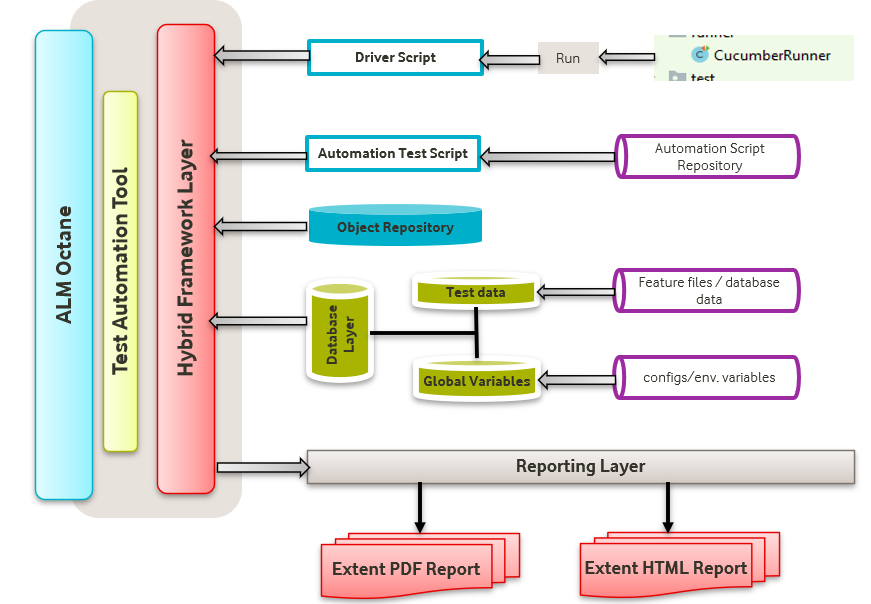 ALM Octane
Test Automation Tool
Hybrid Framework Layer
Driver Script
Run
runner
CucumberRunner
test
Automation Test Script
Automation Script
Repository
Object Repository
Database
Layer
Test data
Feature files / database
data
Global Variables
configs/env. variables
Reporting Layer
Extent PDF Report
Extent HTML Report